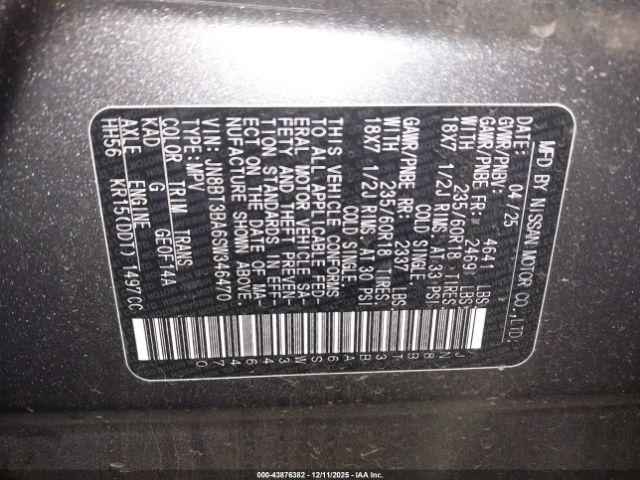 MFD BY NISSAN MOTOR CO.,LTD.
DATE: 04/25
GVWR/PNBV: 4641 LBS
GAWR/PNBE FR: 2469 LBS
WITH 235/60R18 TIRES
18X7 1/2J RIMS AT 33 PSI
COLD SINGLE
GAWR/PNBE RR: 2397 LBS
WITH 235/60R18 TIRES
18X7 1/2J RIMS AT 30 PSI
COLD SINGLE
THIS VEHICLE CONFORMS
TO ALL APPLICABLE FED-
ERAL MOTOR VEHICLE SA-
FETY AND THEFT PREVEN-
TION STANDARDS IN EFF-
ECT ON THE DATE OF MA-
NUFACTURE SHOWN ABOVE.
VIN: JN8BT3BA6SW346470
TYPE: MPV
COLOR TRIM TRANS
KAD G GE0F14A
AXLE ENGINE
HH56 KR15(DDT) 1497CC
JN8BT3BA6SW346470
000-43876382 - 12/11/2025 - IAA Inc.